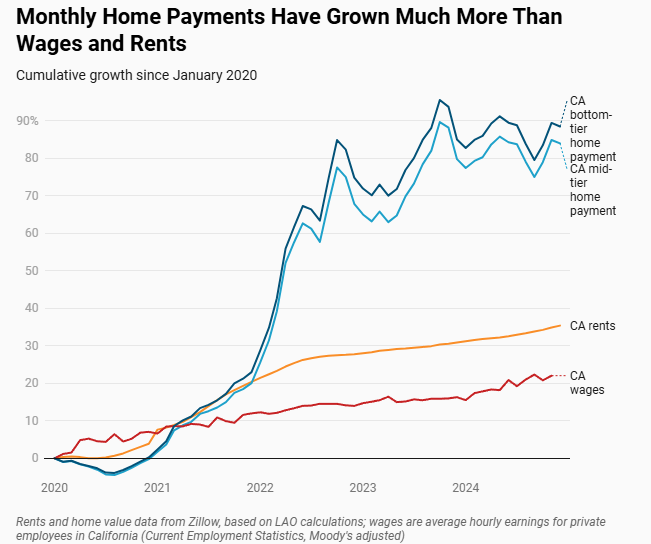 Monthly Home Payments Have Grown Much More Than
Wages and Rents
Cumulative growth since January 2020
90%
80
70
60
50
40
30
20
10
0
CA
bottom-
tier
home
payment
CA mid-
tier
home
payment
CA rents
CA
wages
2020
2021
2022
2023
2024
Rents and home value data from Zillow, based on LAO calculations; wages are average hourly earnings for private
employees in California (Current Employment Statistics, Moody's adjusted)